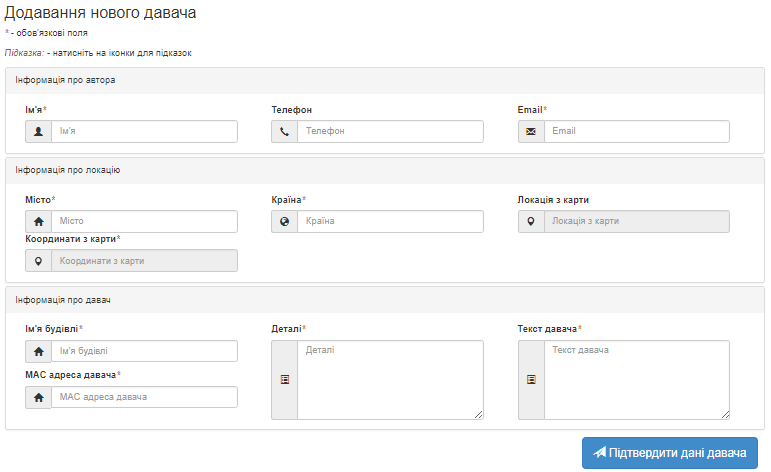 Додавання нового давача
* - обов'язкові поля
Підказка: - натисніть на іконки для підказок
Інформація про автора
Ім'я* Телефон Email*
Ім'я Телефон Email
Інформація про локацію
Місто* Країна* Локація з карти
Місто Країна Локація з карти
Координати з карти*
Координати з карти
Інформація про давач
Ім'я будівлі* Деталі* Текст давача*
Ім'я будівлі Деталі Текст давача
MAC адреса давача*
MAC адреса давача
Підтвердити дані давача